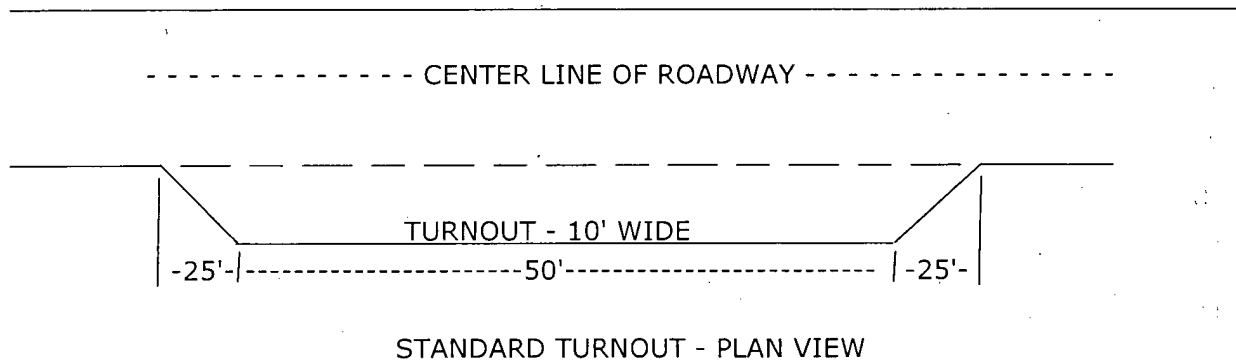 - - - - - - - - - - - - - - CENTER LINE OF ROADWAY - - - - - - - - - - - - - - - -
TURNOUT - 10' WIDE
-25'-|----------------------50'------------------------- | -25'-
STANDARD TURNOUT - PLAN VIEW